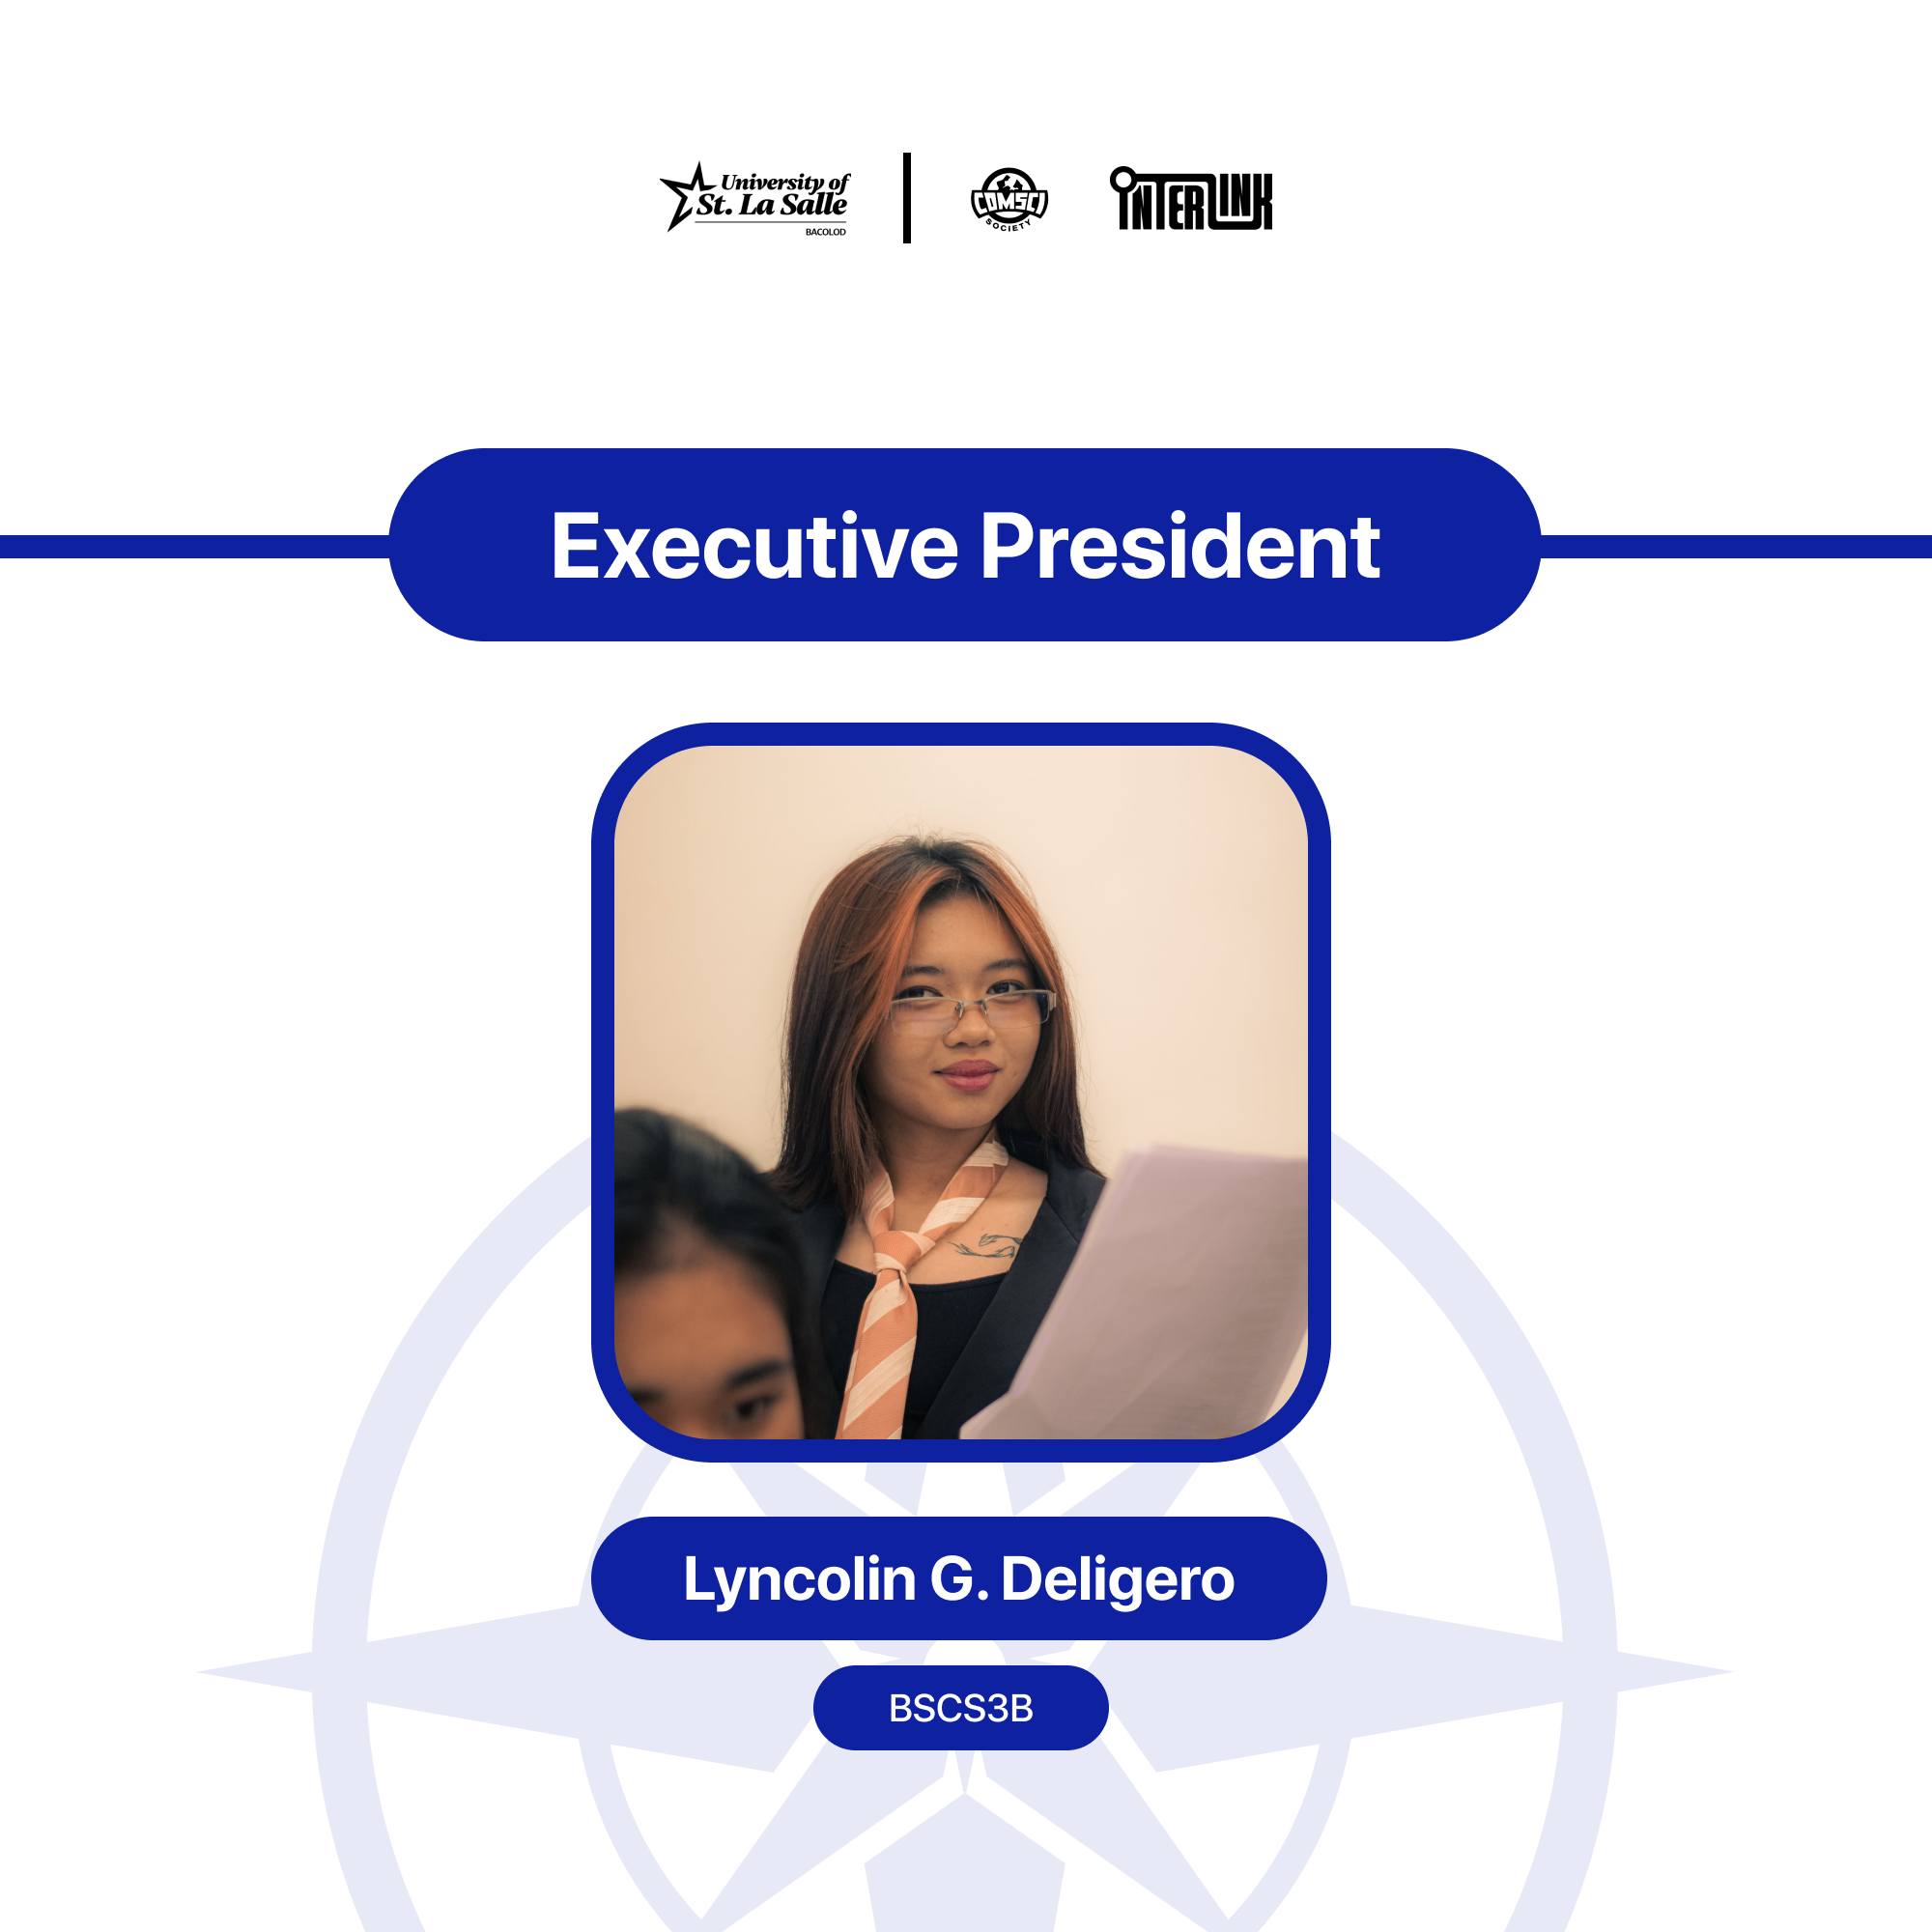 University of
St. La Salle
BACOLOD
COMSCI
SOCIETY
INTERLINK
Executive President
Lyncolin G. Deligero
BSCS3B